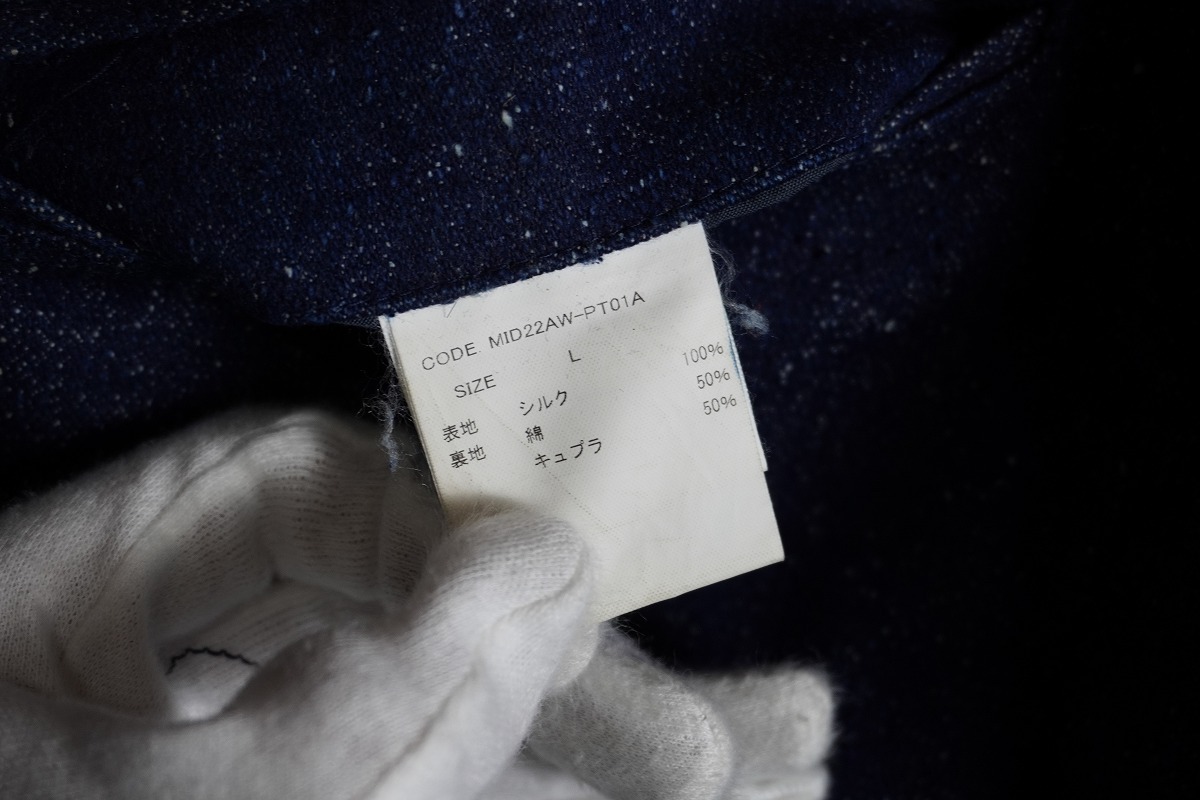 CODE MID22AW-PT01A
SIZE L
表地 シルク 100%
裏地 綿 50%
キュプラ 50%